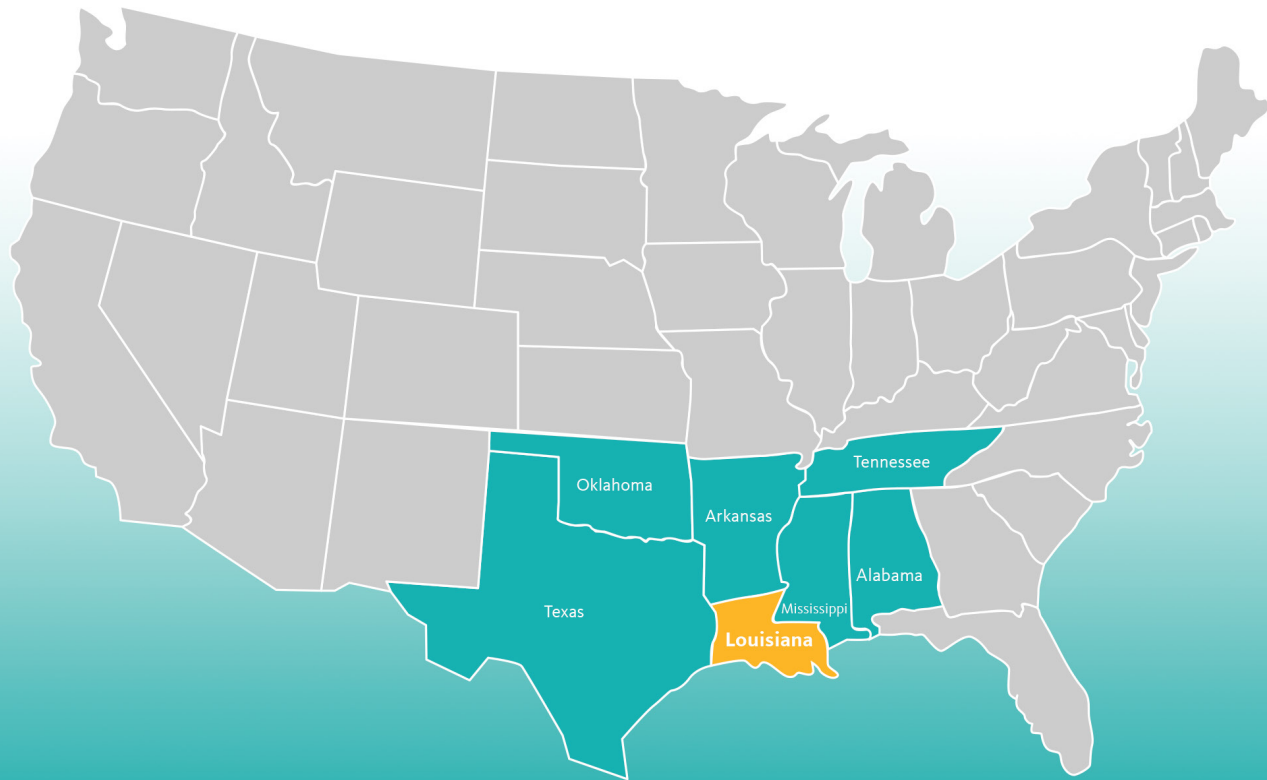 Tennessee
Oklahoma
Arkansas
Alabama
Texas
Mississippi
Louisiana